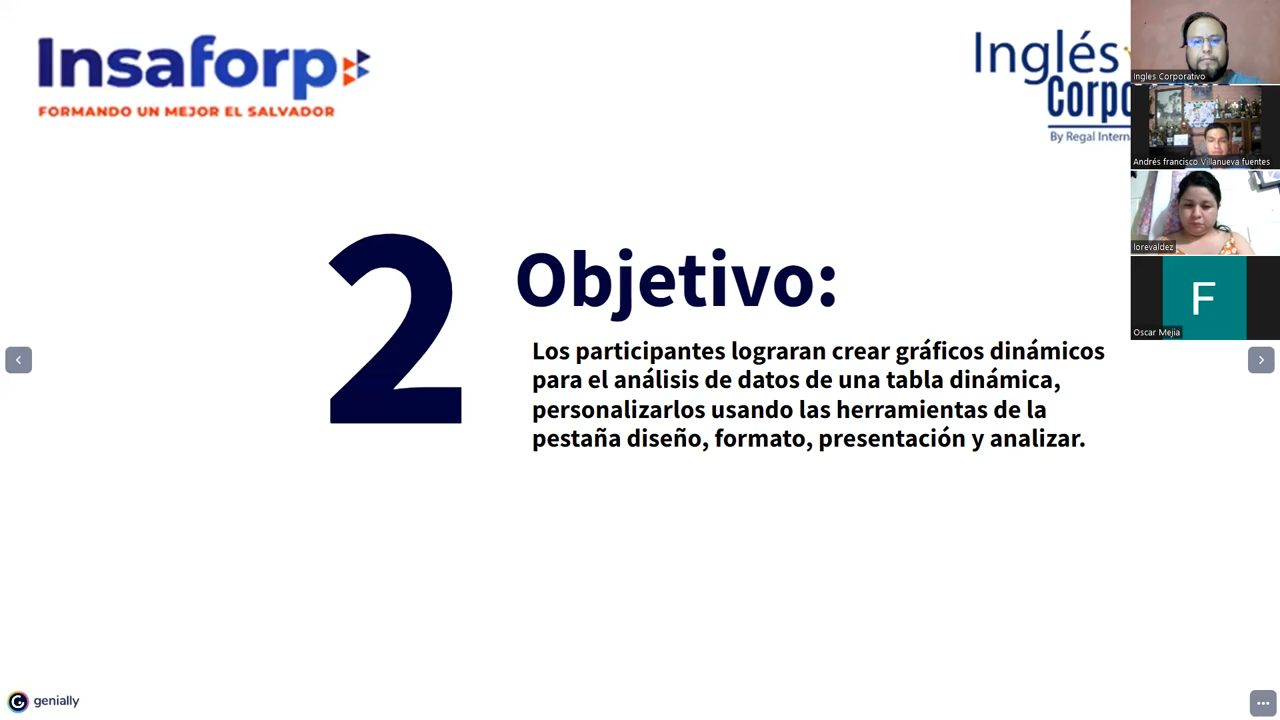 Insaforp
FORMANDO UN MEJOR EL SALVADOR
Inglés
Corpo
By Regal Interna
Ingles Corporativo
Andrés francisco Villanueva fuentes
lorevaldez
F
Oscar Mejia
2
Objetivo:
Los participantes lograran crear gráficos dinámicos
para el análisis de datos de una tabla dinámica,
personalizarlos usando las herramientas de la
pestaña diseño, formato, presentación y analizar.
genially